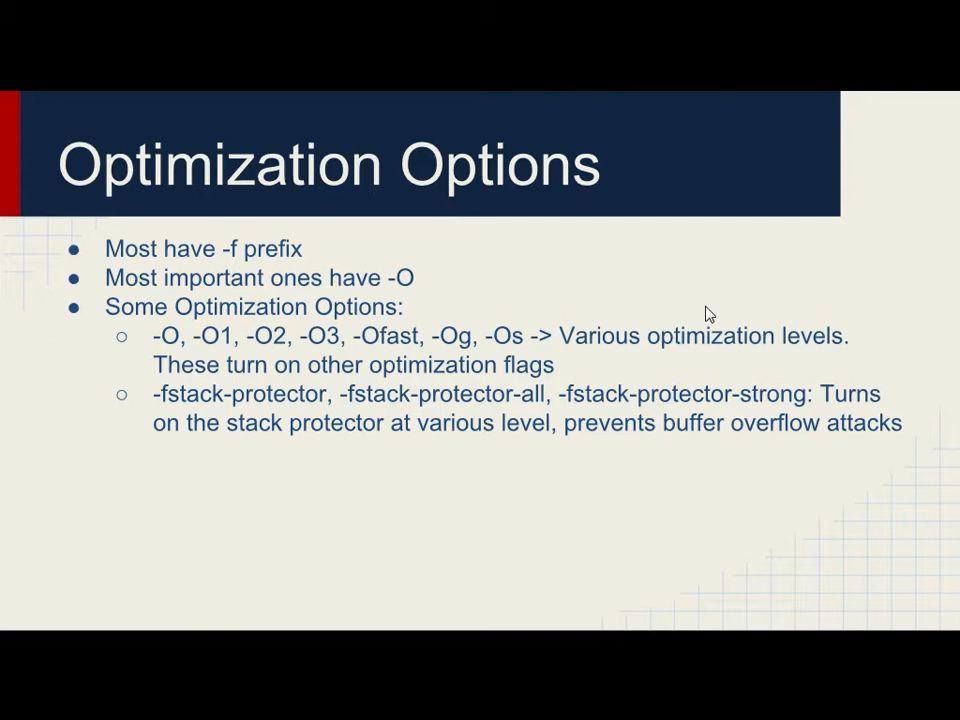 Optimization Options
● Most have -f prefix
● Most important ones have -O
● Some Optimization Options:
○ -O, -O1, -O2, -O3, -Ofast, -Og, -Os -> Various optimization levels.
These turn on other optimization flags
○ -fstack-protector, -fstack-protector-all, -fstack-protector-strong: Turns
on the stack protector at various level, prevents buffer overflow attacks